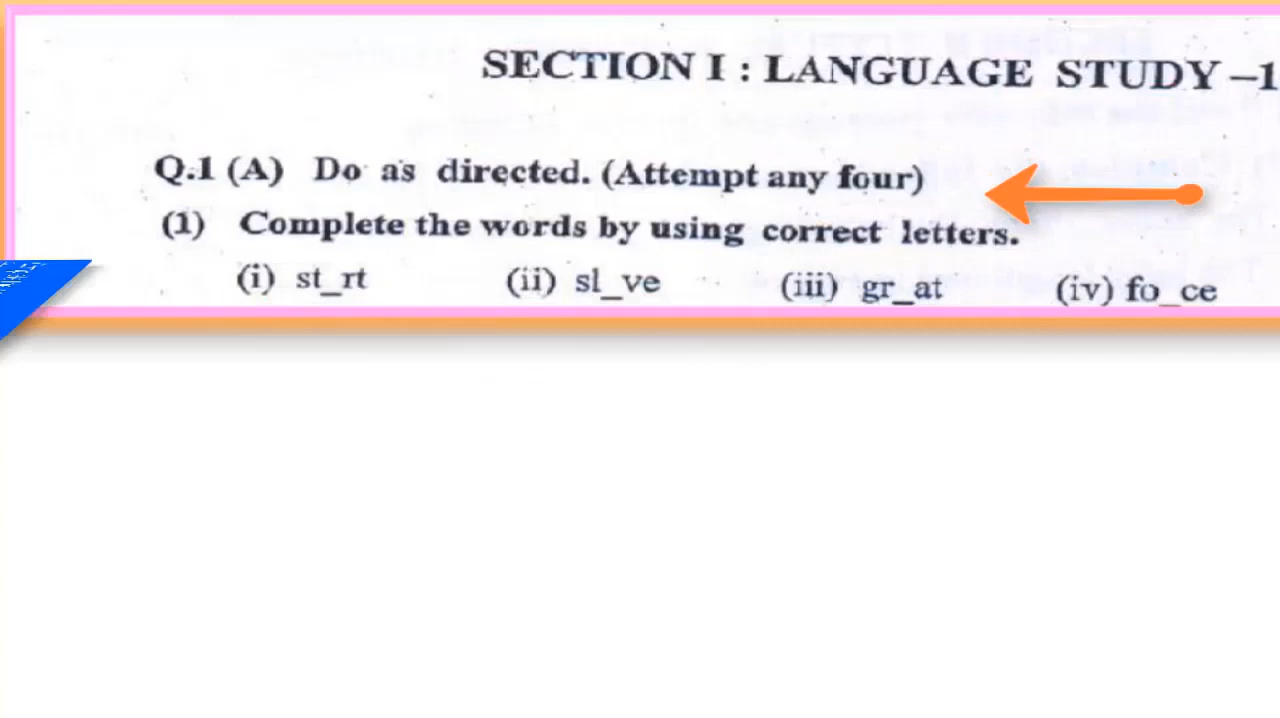 SECTION I : LANGUAGE STUDY –1
Q.1 (A) Do as directed. (Attempt any four)
(1) Complete the words by using correct letters.
(i) st_rt (ii) sl_ve (iii) gr_at (iv) fo_ce